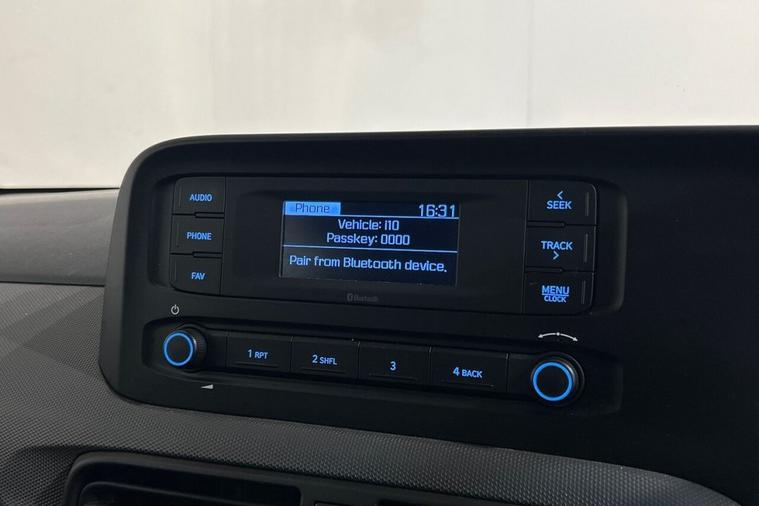 AUDIO
PHONE
FAV
Phone 16:31
Vehicle: i10
Passkey: 0000
Pair from Bluetooth device.
Bluetooth
< SEEK
TRACK >
MENU
CLOCK
1 RPT
2 SHFL
3
4 BACK